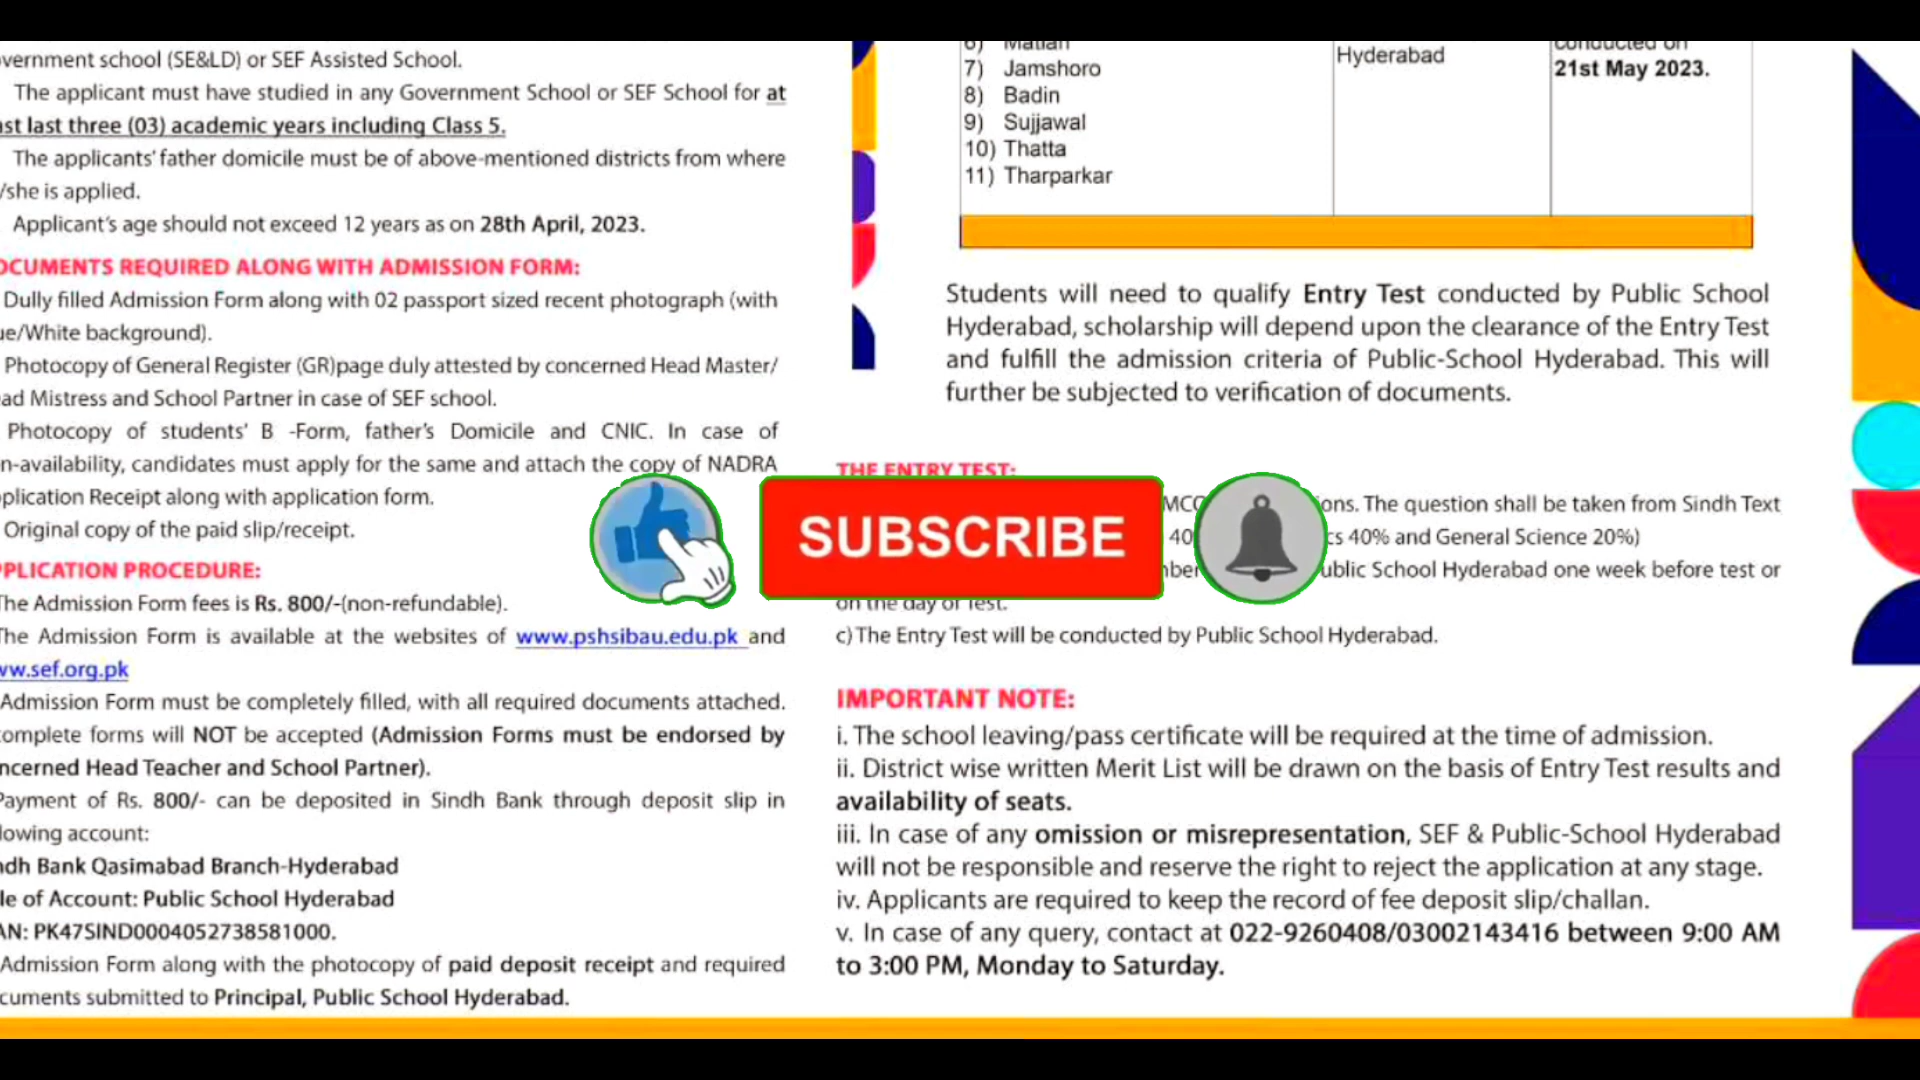 vernment school (SE&LD) or SEF Assisted School.
The applicant must have studied in any Government School or SEF School for at
st last three (03) academic years including Class 5.
The applicants' father domicile must be of above-mentioned districts from where
/she is applied.
Applicant's age should not exceed 12 years as on 28th April, 2023.
OCUMENTS REQUIRED ALONG WITH ADMISSION FORM:
Dully filled Admission Form along with 02 passport sized recent photograph (with
ue/White background).
Photocopy of General Register (GR)page duly attested by concerned Head Master/
ad Mistress and School Partner in case of SEF school.
Photocopy of students' B -Form, father's Domicile and CNIC. In case of
n-availability, candidates must apply for the same and attach the copy of NADRA
plication Receipt along with application form.
Original copy of the paid slip/receipt.
PPLICATION PROCEDURE:
The Admission Form fees is Rs. 800/-(non-refundable).
The Admission Form is available at the websites of www.pshsibau.edu.pk and
ww.sef.org.pk
Admission Form must be completely filled, with all required documents attached.
complete forms will NOT be accepted (Admission Forms must be endorsed by
ncerned Head Teacher and School Partner).
Payment of Rs. 800/- can be deposited in Sindh Bank through deposit slip in
lowing account:
ndh Bank Qasimabad Branch-Hyderabad
le of Account: Public School Hyderabad
AN: PK47SIND0004052738581000.
Admission Form along with the photocopy of paid deposit receipt and required
cuments submitted to Principal, Public School Hyderabad.
6) Matiari
7) Jamshoro
8) Badin
9) Sujjawal
10) Thatta
11) Tharparkar
Hyderabad
conducted on
21st May 2023.
Students will need to qualify Entry Test conducted by Public School
Hyderabad, scholarship will depend upon the clearance of the Entry Test
and fulfill the admission criteria of Public-School Hyderabad. This will
further be subjected to verification of documents.
THE ENTRY TEST:
MC ons. The question shall be taken from Sindh Text
40 cs 40% and General Science 20%)
ublic School Hyderabad one week before test or
on the day of Test.
c) The Entry Test will be conducted by Public School Hyderabad.
SUBSCRIBE
IMPORTANT NOTE:
i. The school leaving/pass certificate will be required at the time of admission.
ii. District wise written Merit List will be drawn on the basis of Entry Test results and
availability of seats.
iii. In case of any omission or misrepresentation, SEF & Public-School Hyderabad
will not be responsible and reserve the right to reject the application at any stage.
iv. Applicants are required to keep the record of fee deposit slip/challan.
v. In case of any query, contact at 022-9260408/03002143416 between 9:00 AM
to 3:00 PM, Monday to Saturday.